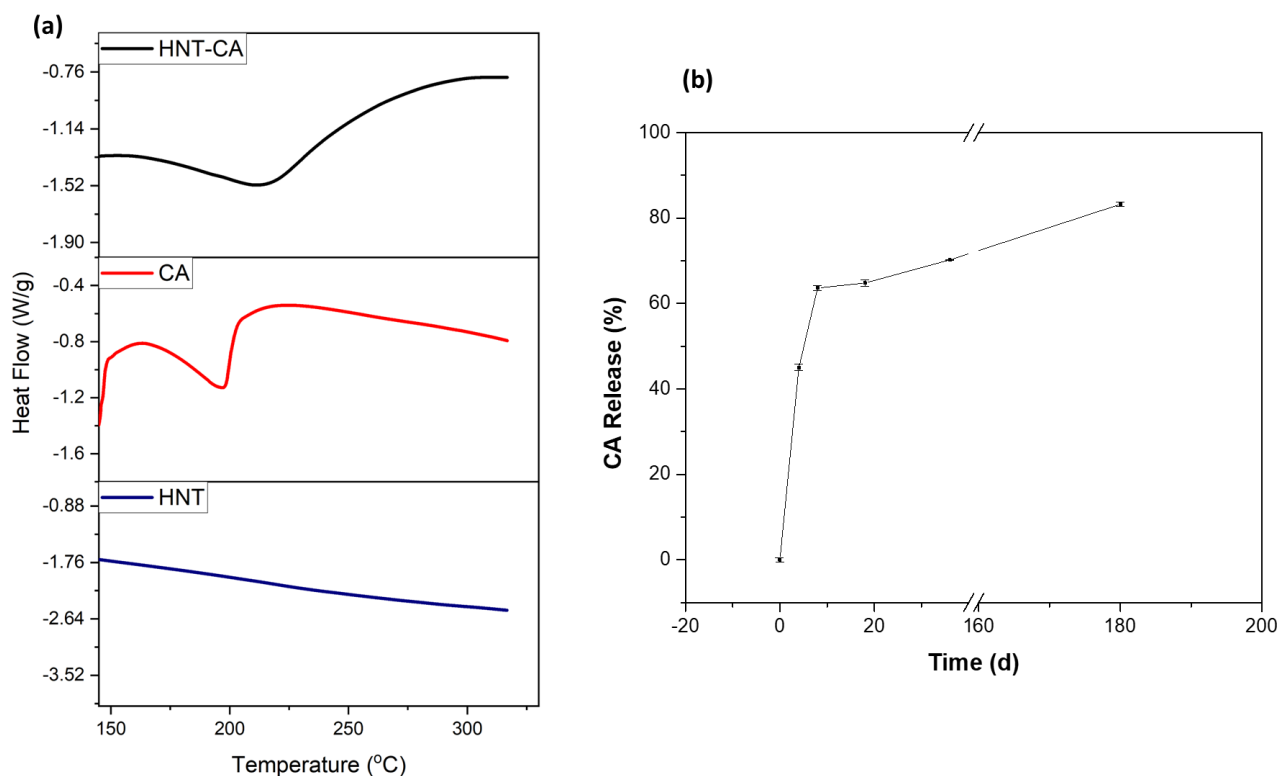 (a)
HNT-CA
-0.76
-1.14
-1.52
-1.90
CA
-0.4
-0.8
-1.2
-1.6
HNT
-0.88
-1.76
-2.64
-3.52
Heat Flow (W/g)
150 200 250 300
Temperature (°C)
(b)
100
80
60
40
20
0
CA Release (%)
-20 0 20 160 180 200
Time (d)